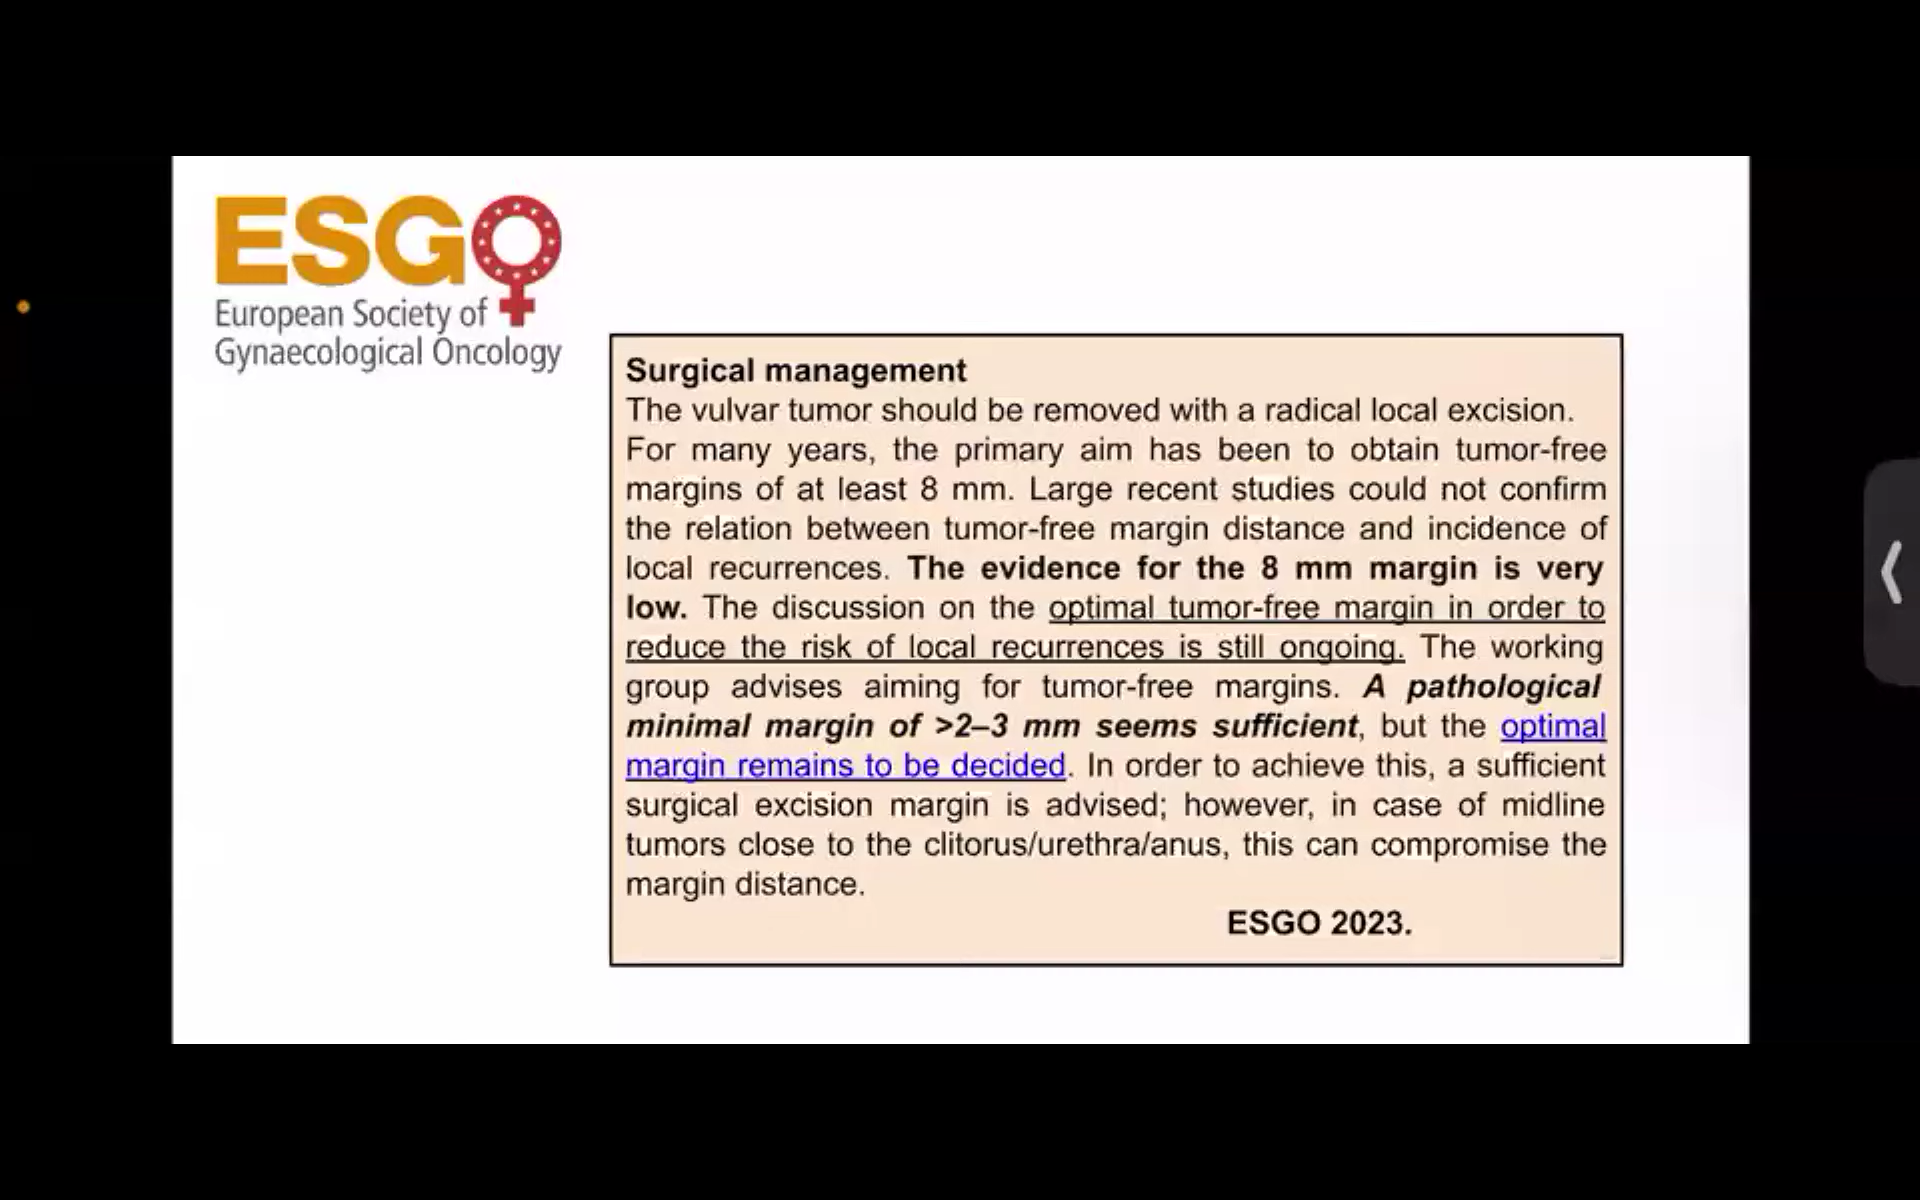 ESGO
European Society of
Gynaecological Oncology
Surgical management
The vulvar tumor should be removed with a radical local excision.
For many years, the primary aim has been to obtain tumor-free
margins of at least 8 mm. Large recent studies could not confirm
the relation between tumor-free margin distance and incidence of
local recurrences. The evidence for the 8 mm margin is very
low. The discussion on the optimal tumor-free margin in order to
reduce the risk of local recurrences is still ongoing. The working
group advises aiming for tumor-free margins. A pathological
minimal margin of >2–3 mm seems sufficient, but the optimal
margin remains to be decided. In order to achieve this, a sufficient
surgical excision margin is advised; however, in case of midline
tumors close to the clitorus/urethra/anus, this can compromise the
margin distance.
ESGO 2023.